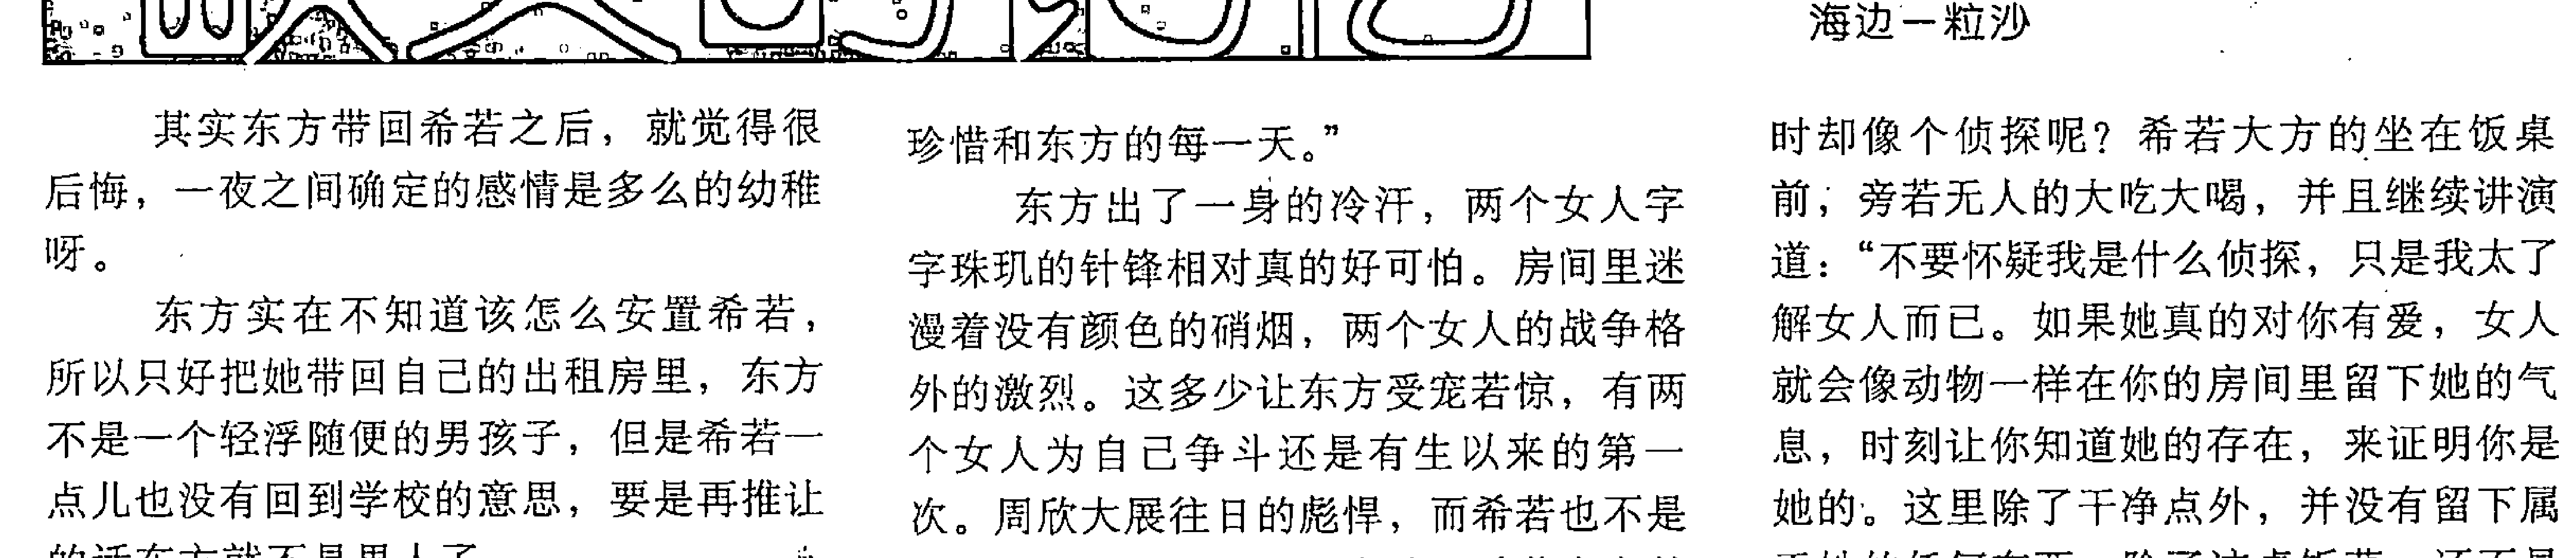 海边一粒沙
其实东方带回希若之后，就觉得很
后悔，一夜之间确定的感情是多么的幼稚
呀。
东方实在不知道该怎么安置希若，
所以只好把她带回自己的出租房里，东方
不是一个轻浮随便的男孩子，但是希若一
点儿也没有回到学校的意思，要是再推让
的话东方就不是男人了
珍惜和东方的每一天。”
东方出了一身的冷汗，两个女人字
字珠玑的针锋相对真的好可怕。房间里迷
漫着没有颜色的硝烟，两个女人的战争格
外的激烈。这多少让东方受宠若惊，有两
个女人为自己争斗还是有生以来的第一
次。周欣大展往日的彪悍，而希若也不是
时却像个侦探呢？希若大方的坐在饭桌
前；旁若无人的大吃大喝，并且继续讲演
道：“不要怀疑我是什么侦探，只是我太了
解女人而已。如果她真的对你有爱，女人
就会像动物一样在你的房间里留下她的气
息，时刻让你知道她的存在，来证明你是
她的。这里除了干净点外，并没有留下属